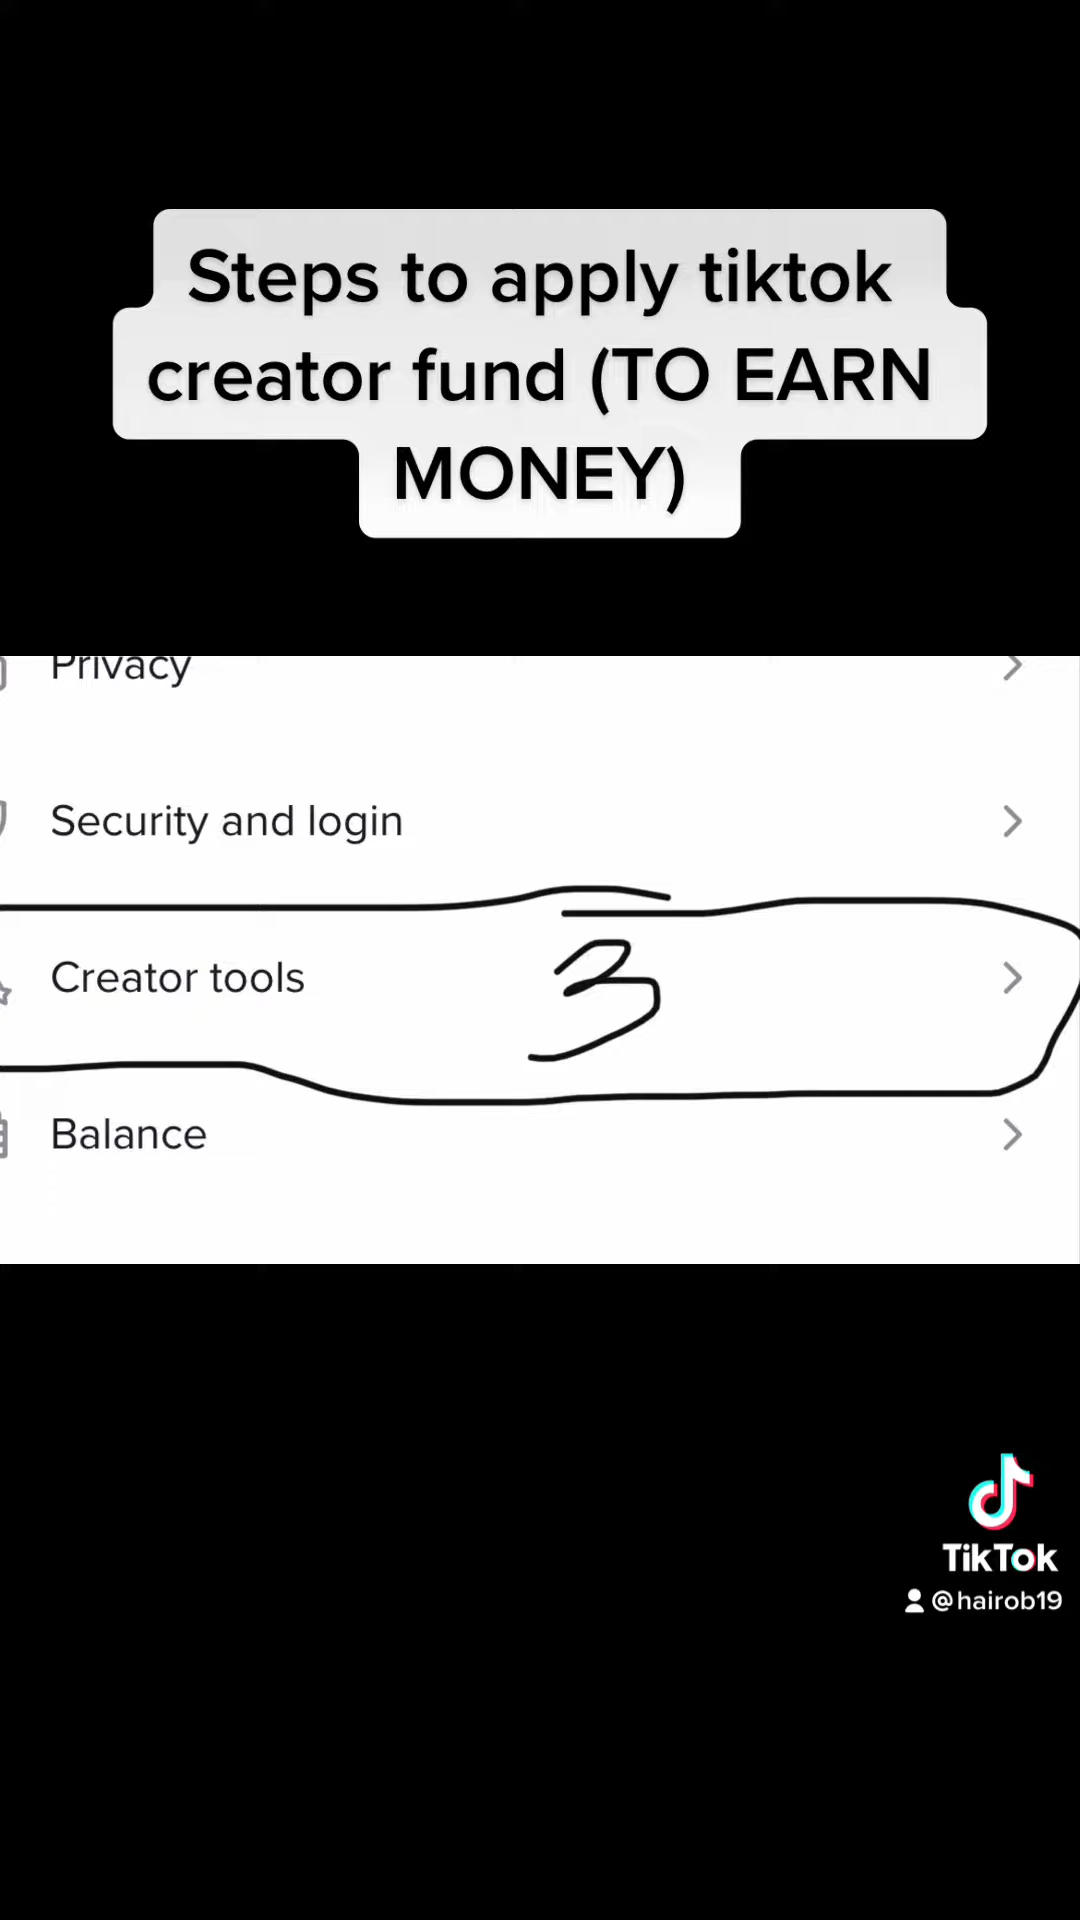 Steps to apply tiktok
creator fund (TO EARN
MONEY)
Privacy
Security and login
Creator tools 3
Balance
TikTok
@hairob19